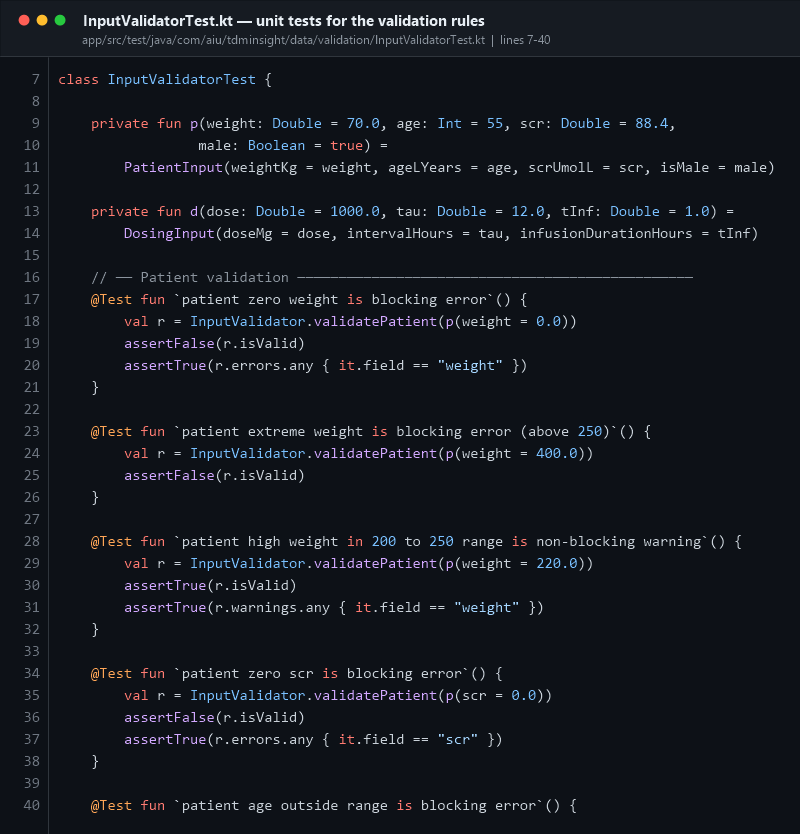 InputValidatorTest.kt — unit tests for the validation rules
app/src/test/java/com/aiu/tdminsight/data/validation/InputValidatorTest.kt | lines 7-40
7 class InputValidatorTest {
8
9     private fun p(weight: Double = 70.0, age: Int = 55, scr: Double = 88.4,
10                  male: Boolean = true) =
11         PatientInput(weightKg = weight, ageLYears = age, scrUmolL = scr, isMale = male)
12
13     private fun d(dose: Double = 1000.0, tau: Double = 12.0, tInf: Double = 1.0) =
14         DosingInput(doseMg = dose, intervalHours = tau, infusionDurationHours = tInf)
15
16     // ── Patient validation ────────────────────────────────────────────────
17     @Test fun `patient zero weight is blocking error`() {
18         val r = InputValidator.validatePatient(p(weight = 0.0))
19         assertFalse(r.isValid)
20         assertTrue(r.errors.any { it.field == "weight" })
21     }
22
23     @Test fun `patient extreme weight is blocking error (above 250)`() {
24         val r = InputValidator.validatePatient(p(weight = 400.0))
25         assertFalse(r.isValid)
26     }
27
28     @Test fun `patient high weight in 200 to 250 range is non-blocking warning`() {
29         val r = InputValidator.validatePatient(p(weight = 220.0))
30         assertTrue(r.isValid)
31         assertTrue(r.warnings.any { it.field == "weight" })
32     }
33
34     @Test fun `patient zero scr is blocking error`() {
35         val r = InputValidator.validatePatient(p(scr = 0.0))
36         assertFalse(r.isValid)
37         assertTrue(r.errors.any { it.field == "scr" })
38     }
39
40     @Test fun `patient age outside range is blocking error`() {